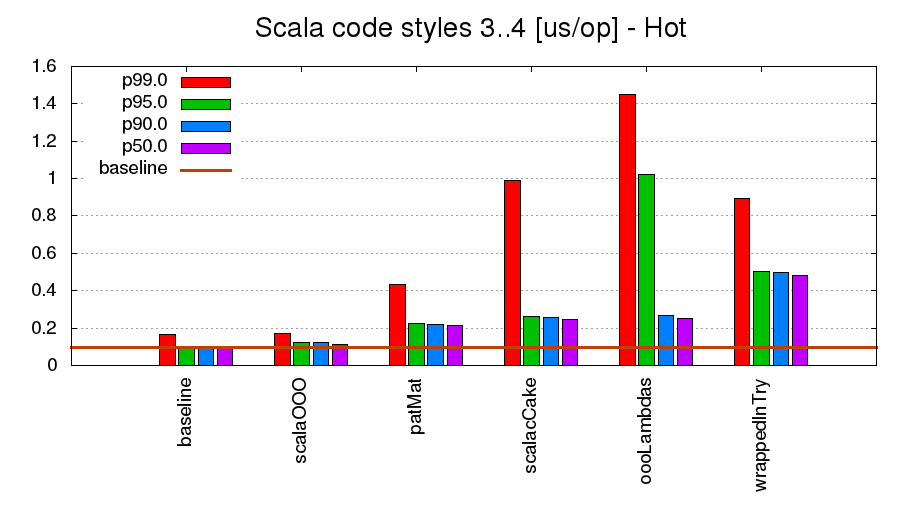 Scala code styles 3..4 [us/op] - Hot
1.6
1.4
1.2
1
0.8
0.6
0.4
0.2
0
p99.0
p95.0
p90.0
p50.0
baseline
baseline
scalaOOO
patMat
scalacCake
oooLambdas
wrappedInTry